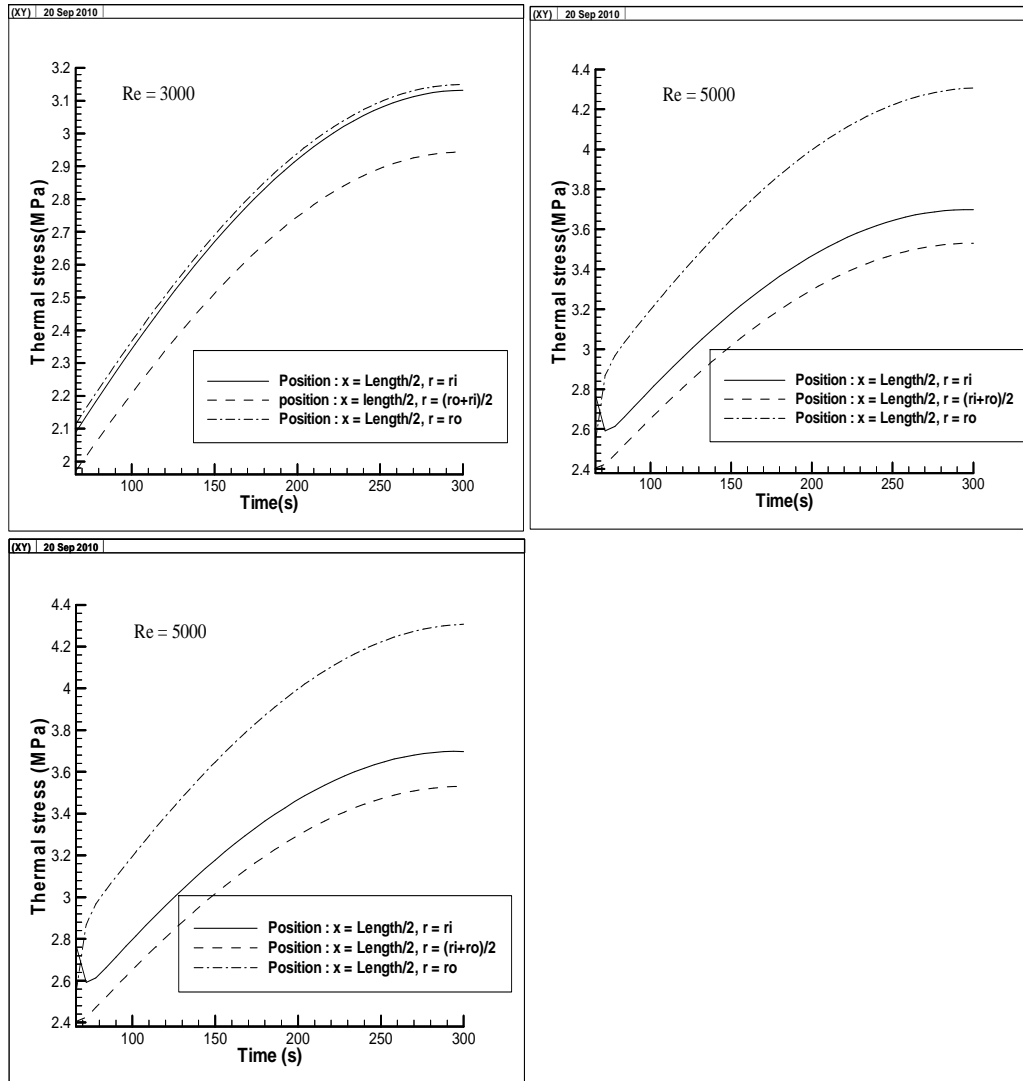 (XY) 20 Sep 2010
Thermal stress(MPa)
3.2
3.1
3
2.9
2.8
2.7
2.6
2.5
2.4
2.3
2.2
2.1
2
Re = 3000
Position : x = Length/2, r = ri
position : x = length/2, r = (ro+ri)/2
Position : x = Length/2, r = ro
100 150 200 250 300
Time(s)
(XY) 20 Sep 2010
Thermal stress(MPa)
4.4
4.2
4
3.8
3.6
3.4
3.2
3
2.8
2.6
2.4
Re = 5000
Position : x = Length/2, r = ri
Position : x = Length/2, r = (ri+ro)/2
Position : x = Length/2, r = ro
100 150 200 250 300
Time(s)
(XY) 20 Sep 2010
Thermal stress (MPa)
4.4
4.2
4
3.8
3.6
3.4
3.2
3
2.8
2.6
2.4
Re = 5000
Position : x = Length/2, r = ri
Position : x = Length/2, r = (ri+ro)/2
Position : x = Length/2, r = ro
100 150 200 250 300
Time (s)